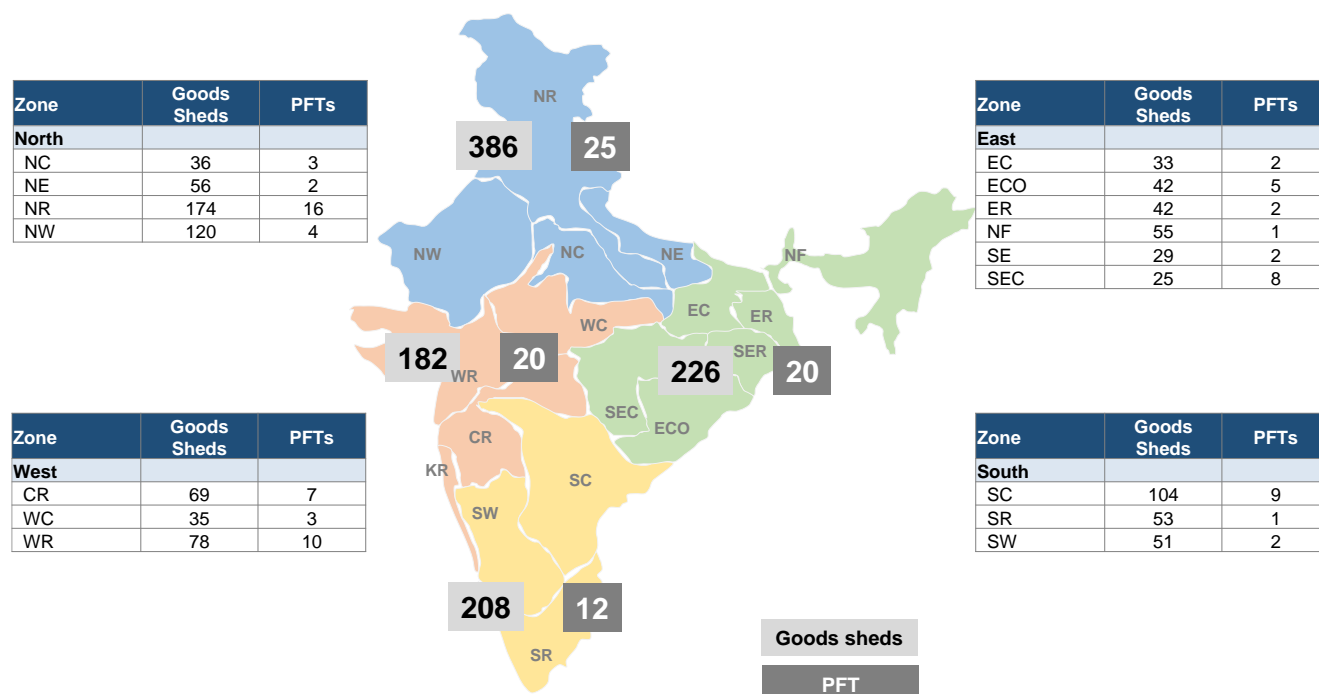 Zone Goods Sheds PFTs
North
NC 36 3
NE 56 2
NR 174 16
NW 120 4
Zone Goods Sheds PFTs
East
EC 33 2
ECO 42 5
ER 42 2
NF 55 1
SE 29 2
SEC 25 8
Zone Goods Sheds PFTs
West
CR 69 7
WC 35 3
WR 78 10
Zone Goods Sheds PFTs
South
SC 104 9
SR 53 1
SW 51 2
NR
386 25
NW
NC
NE
NF
EC
ER
WC
182
WR
20
226
SER
20
SEC
ECO
CR
KR
SC
SW
208 12
SR
Goods sheds
PFT